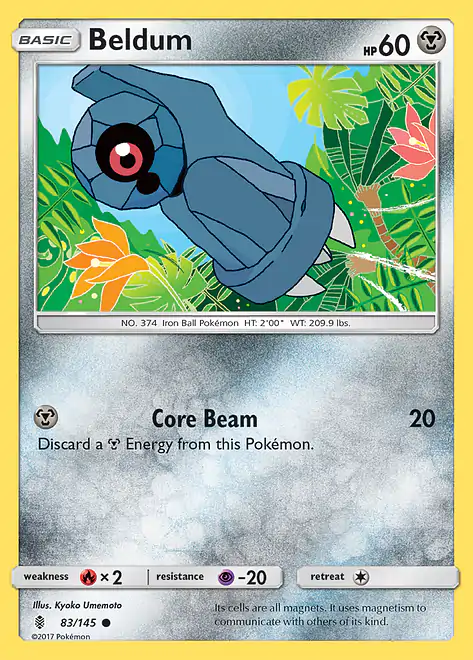 BASIC Beldum HP 60
NO. 374 Iron Ball Pokémon HT: 2'00" WT: 209.9 lbs.
Core Beam 20
Discard a Energy from this Pokémon.
weakness × 2 resistance -20 retreat
Illus. Kyoko Umemoto
83/145
©2017 Pokémon
Its cells are all magnets. It uses magnetism to
communicate with others of its kind.